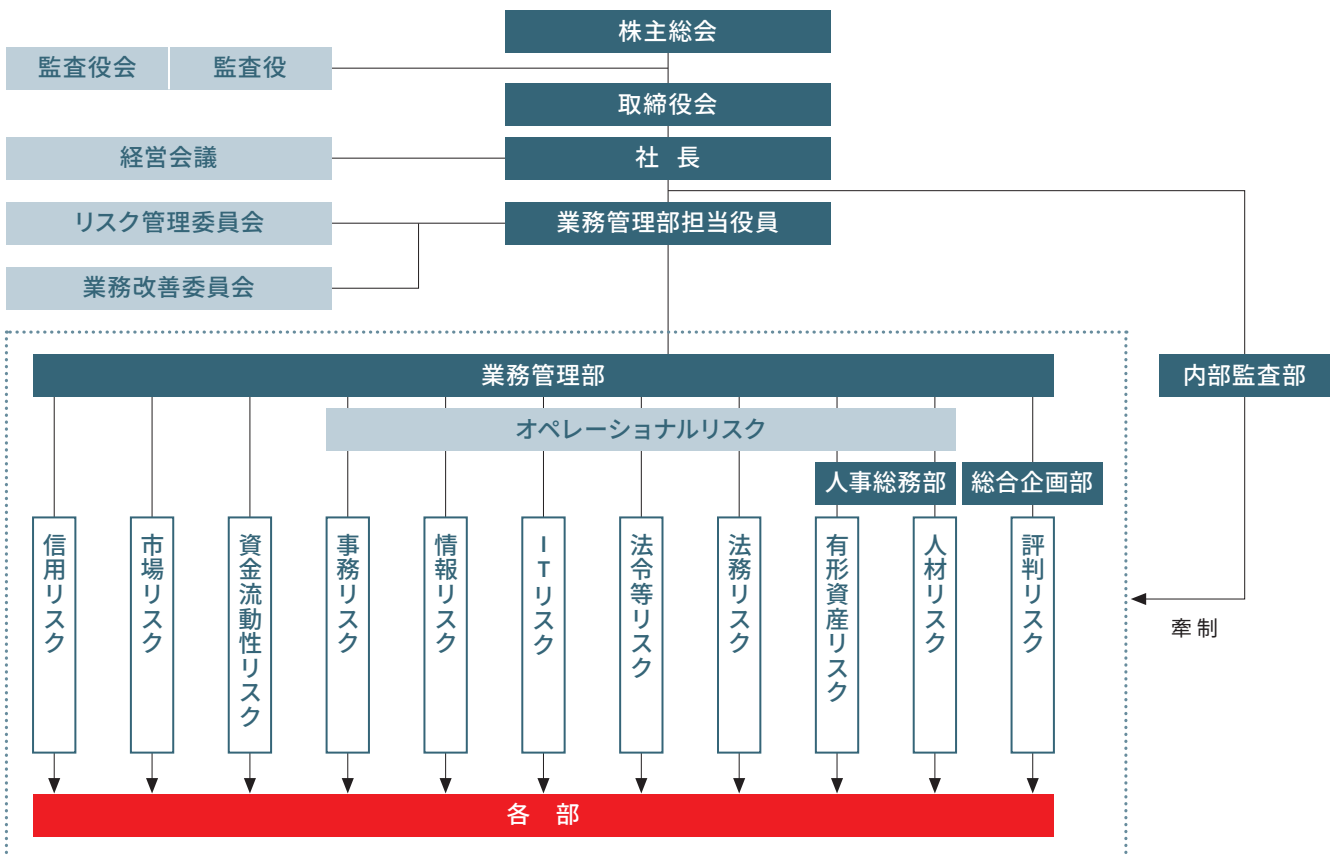 株主総会
監査役会
監査役
取締役会
経営会議
社 長
リスク管理委員会
業務管理部担当役員
業務改善委員会
業務管理部
内部監査部
オペレーショナルリスク
人事総務部
総合企画部
信用リスク
市場リスク
資金流動性リスク
事務リスク
情報リスク
ITリスク
法令等リスク
法務リスク
有形資産リスク
人材リスク
評判リスク
牽制
各 部